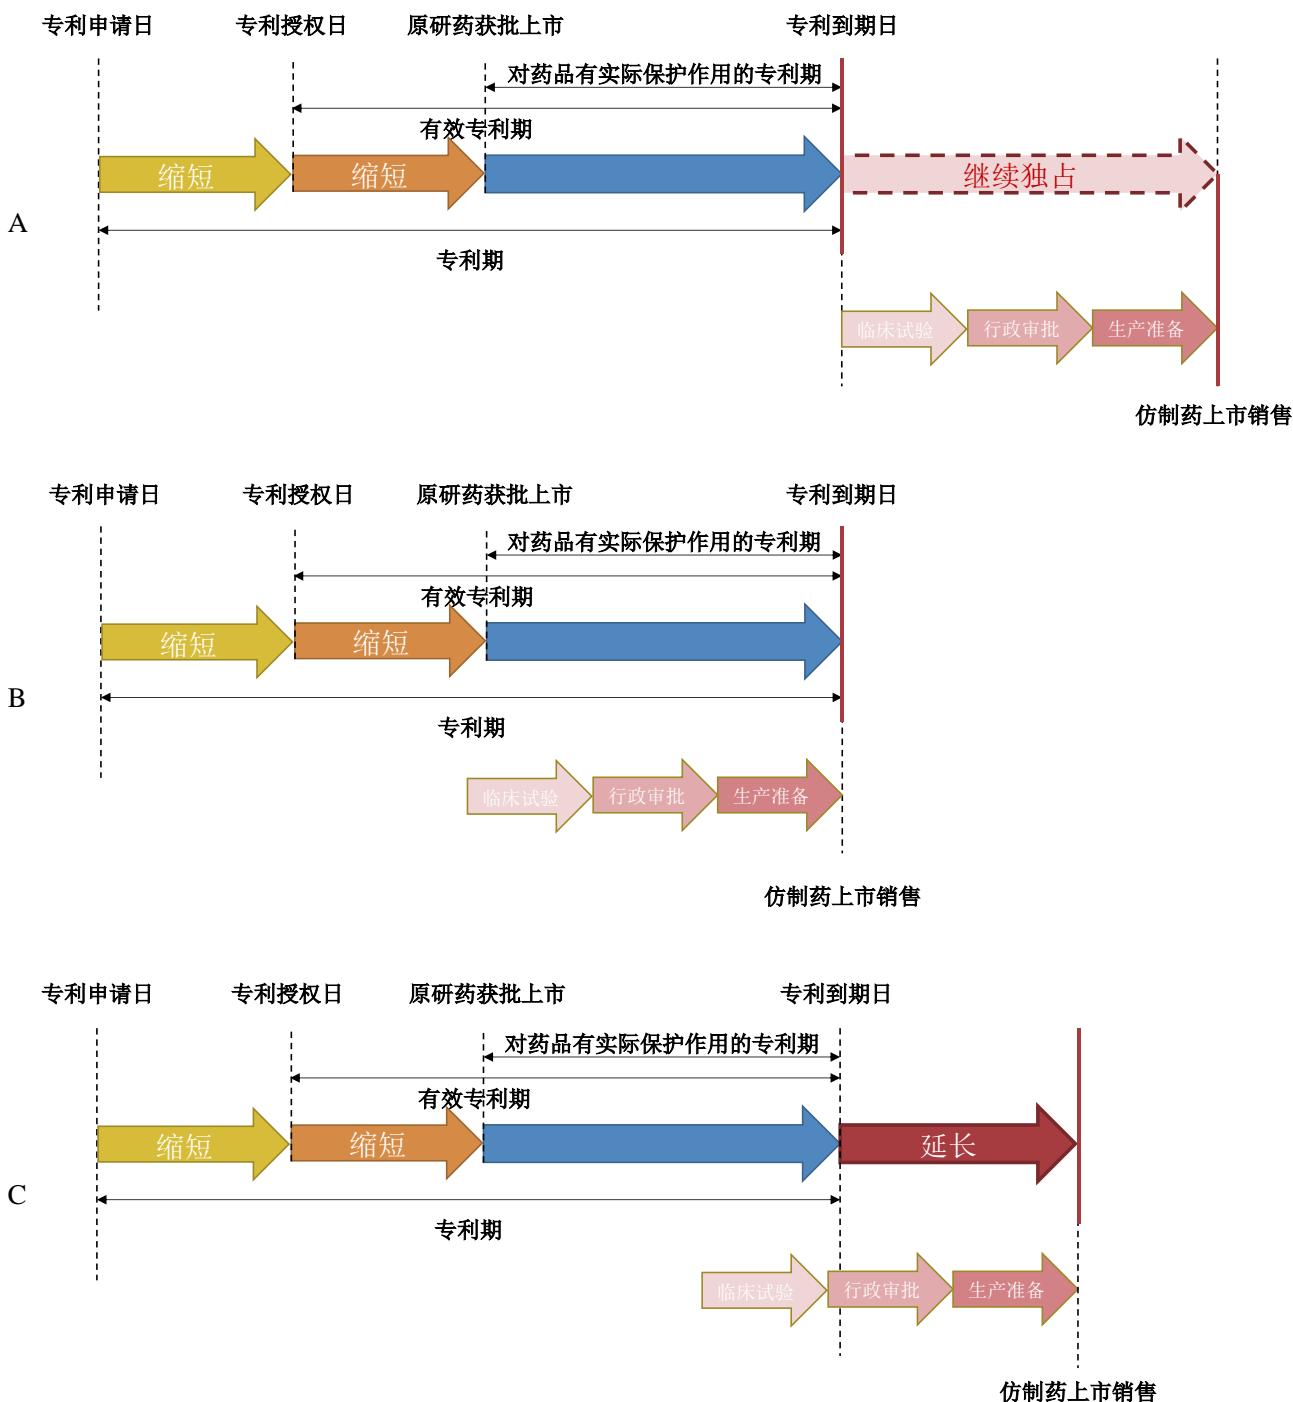 专利申请日
专利授权日
原研药获批上市
专利到期日
对药品有实际保护作用的专利期
有效专利期
缩短
缩短
继续独占
A
专利期
临床试验
行政审批
生产准备
仿制药上市销售
专利申请日
专利授权日
原研药获批上市
专利到期日
对药品有实际保护作用的专利期
有效专利期
缩短
缩短
B
专利期
临床试验
行政审批
生产准备
仿制药上市销售
专利申请日
专利授权日
原研药获批上市
专利到期日
对药品有实际保护作用的专利期
有效专利期
缩短
缩短
延长
C
专利期
临床试验
行政审批
生产准备
仿制药上市销售